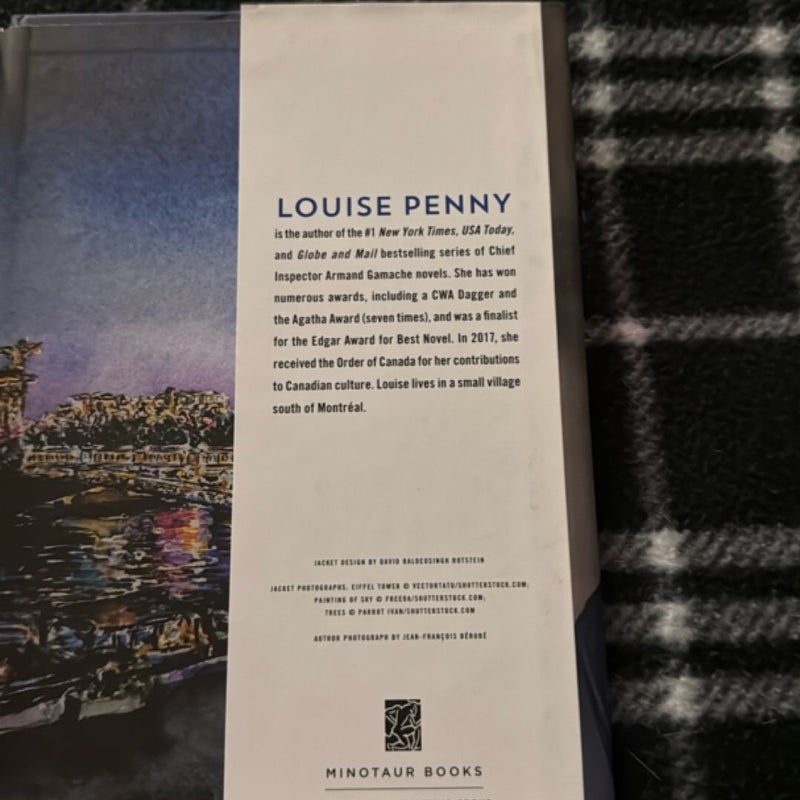 LOUISE PENNY
is the author of the #1 New York Times, USA Today,
and Globe and Mail bestselling series of Chief
Inspector Armand Gamache novels. She has won
numerous awards, including a CWA Dagger and
the Agatha Award (seven times), and was a finalist
for the Edgar Award for Best Novel. In 2017, she
received the Order of Canada for her contributions
to Canadian culture. Louise lives in a small village
south of Montréal.
JACKET DESIGN BY DAVID BALDEOSINGH ROTSTEIN
JACKET PHOTOGRAPHS: EIFFEL TOWER © VECTORTATU/SHUTTERSTOCK.COM;
PAINTING OF SKY © FREEDA/SHUTTERSTOCK.COM;
TREES © PARROT IVAN/SHUTTERSTOCK.COM
AUTHOR PHOTOGRAPH BY JEAN-FRANÇOIS BÉRUBÉ
MINOTAUR BOOKS